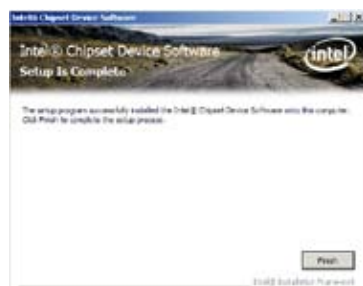 Intel® Chipset Device Software
Intel® Chipset Device Software
intel
Setup Is Complete
The setup program successfully installed the Intel® Chipset Device Software onto this computer.
Click Finish to complete the setup process.
Finish
Intel® Installation Framework